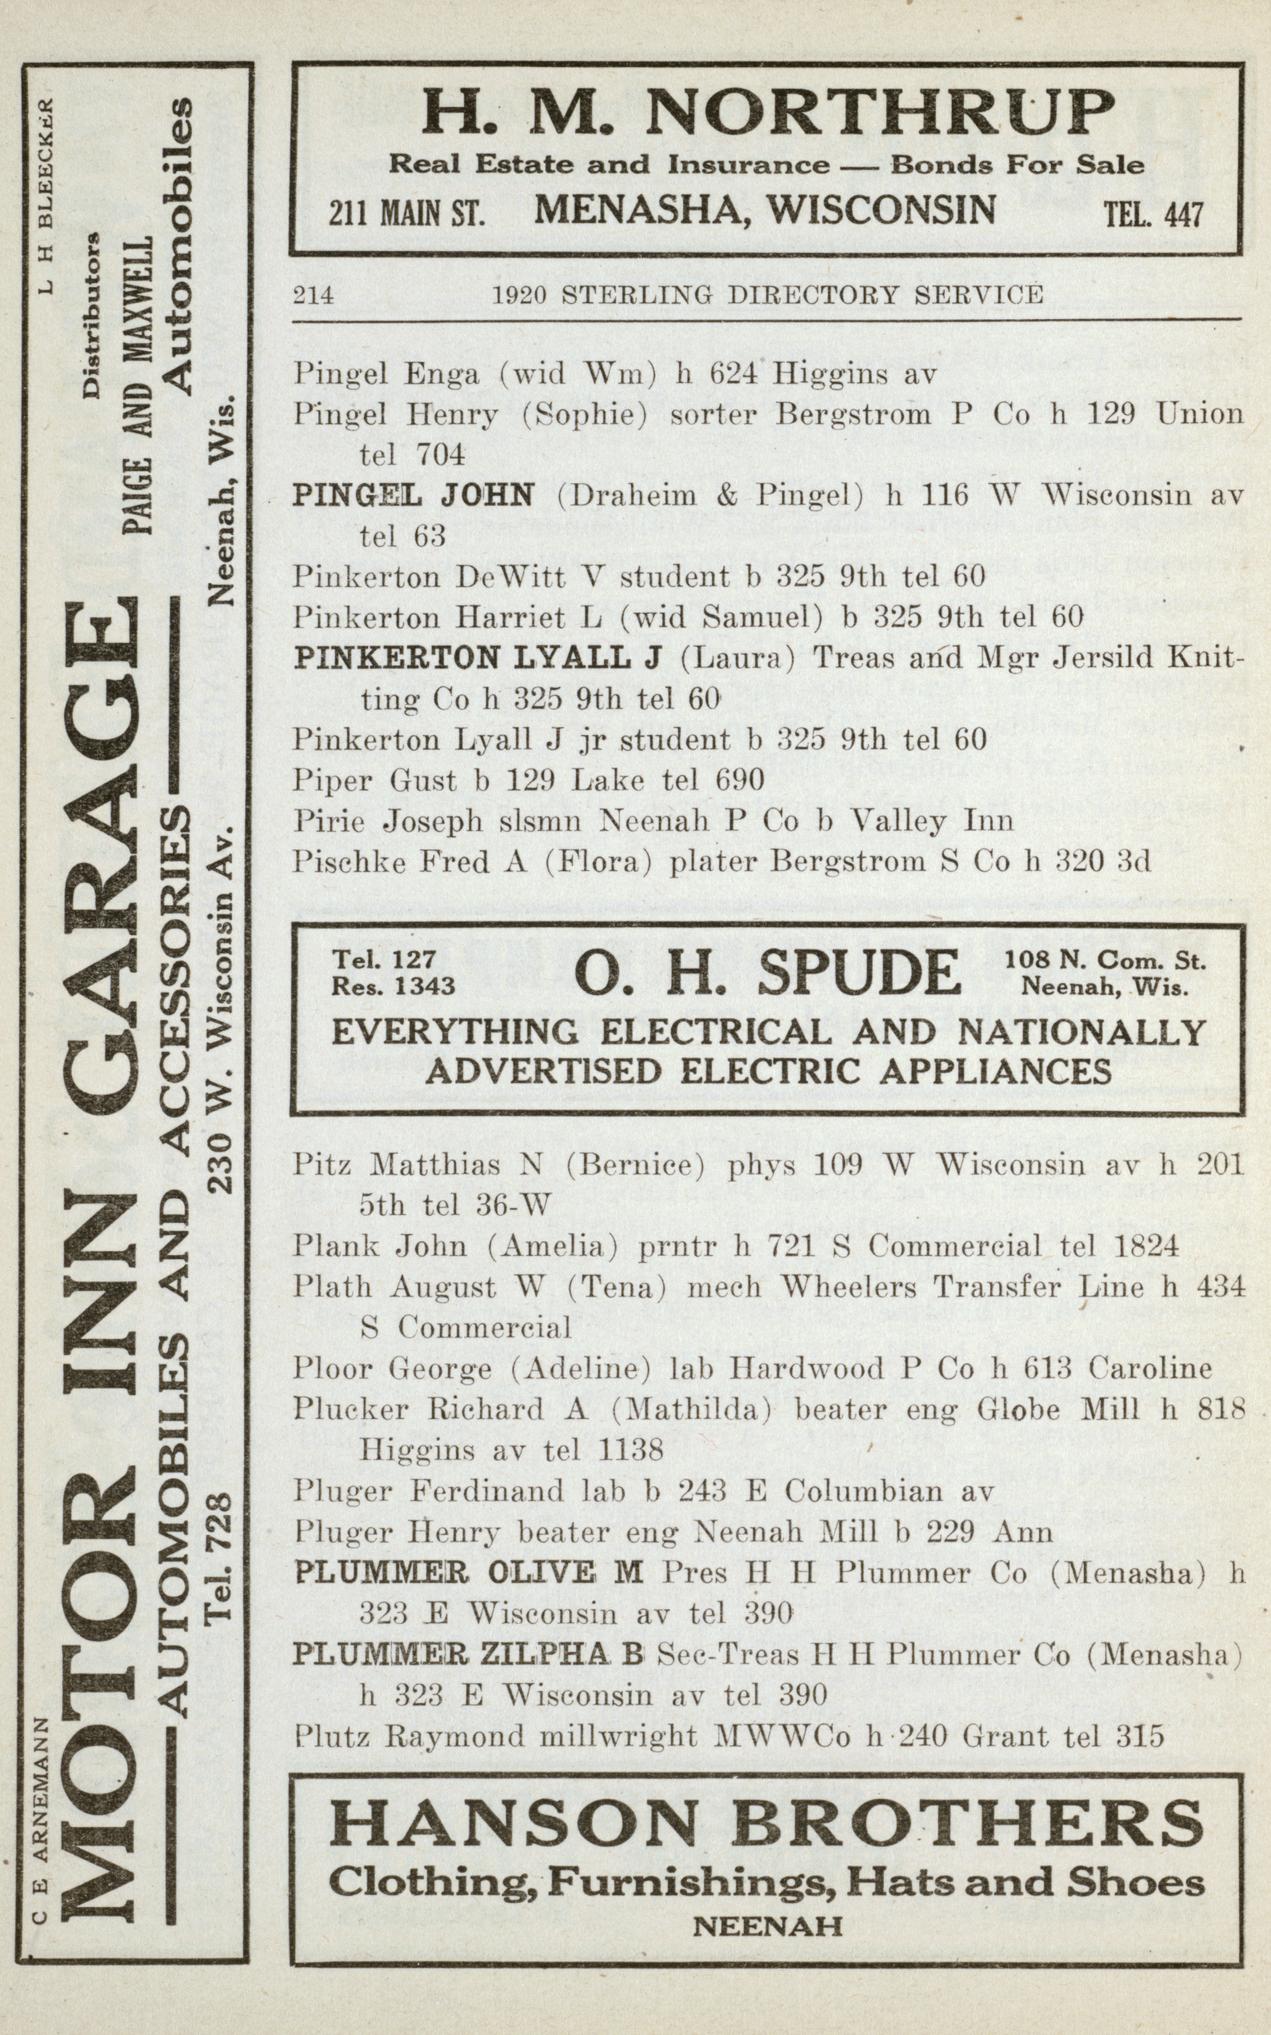 C E ARNEMANN
L H BLEECKER
MOTOR INN GARAGE
Distributors
PAIGE AND MAXWELL
Automobiles
AUTOMOBILES AND ACCESSORIES
Tel. 728
230 W. Wisconsin Av.
Neenah, Wis.
H. M. NORTHRUP
Real Estate and Insurance — Bonds For Sale
211 MAIN ST. MENASHA, WISCONSIN TEL. 447
214 1920 STERLING DIRECTORY SERVICE
Pingel Enga (wid Wm) h 624 Higgins av
Pingel Henry (Sophie) sorter Bergstrom P Co h 129 Union
tel 704
PINGEL JOHN (Draheim & Pingel) h 116 W Wisconsin av
tel 63
Pinkerton DeWitt V student b 325 9th tel 60
Pinkerton Harriet L (wid Samuel) b 325 9th tel 60
PINKERTON LYALL J (Laura) Treas and Mgr Jersild Knit-
ting Co h 325 9th tel 60
Pinkerton Lyall J jr student b 325 9th tel 60
Piper Gust b 129 Lake tel 690
Pirie Joseph slsmn Neenah P Co b Valley Inn
Pischke Fred A (Flora) plater Bergstrom S Co h 320 3d
Tel. 127
Res. 1343
O. H. SPUDE
108 N. Com. St.
Neenah, Wis.
EVERYTHING ELECTRICAL AND NATIONALLY
ADVERTISED ELECTRIC APPLIANCES
Pitz Matthias N (Bernice) phys 109 W Wisconsin av h 201
5th tel 36-W
Plank John (Amelia) prntr h 721 S Commercial tel 1824
Plath August W (Tena) mech Wheelers Transfer Line h 434
S Commercial
Ploor George (Adeline) lab Hardwood P Co h 613 Caroline
Plucker Richard A (Mathilda) beater eng Globe Mill h 818
Higgins av tel 1138
Pluger Ferdinand lab b 243 E Columbian av
Pluger Henry beater eng Neenah Mill b 229 Ann
PLUMMER OLIVE M Pres H H Plummer Co (Menasha) h
323 E Wisconsin av tel 390
PLUMMER ZILPHA B Sec-Treas H H Plummer Co (Menasha)
h 323 E Wisconsin av tel 390
Plutz Raymond millwright MWWCo h 240 Grant tel 315
HANSON BROTHERS
Clothing, Furnishings, Hats and Shoes
NEENAH